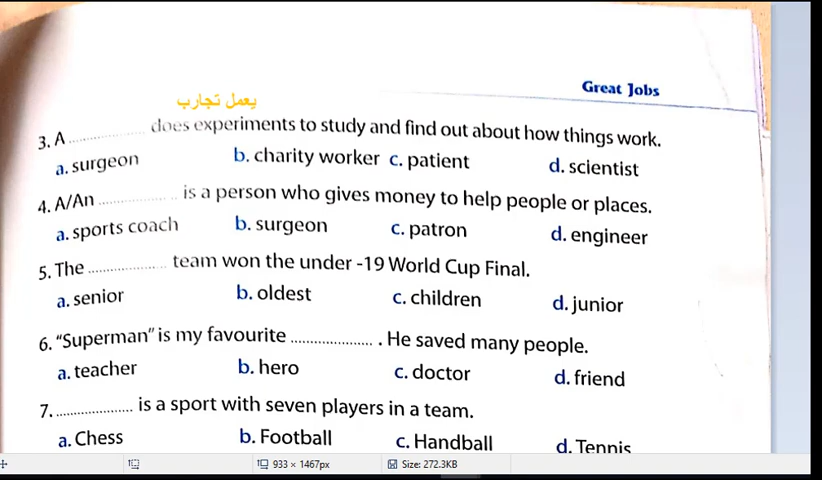 Great Jobs
يعمل تجارب
3. A .................. does experiments to study and find out about how things work.
a. surgeon b. charity worker c. patient d. scientist
4. A/An .................. is a person who gives money to help people or places.
a. sports coach b. surgeon c. patron d. engineer
5. The .................. team won the under -19 World Cup Final.
a. senior b. oldest c. children d. junior
6. “Superman” is my favourite .................... . He saved many people.
a. teacher b. hero c. doctor d. friend
7. ................... is a sport with seven players in a team.
a. Chess b. Football c. Handball d. Tennis
933 × 1467px Size: 272.3KB